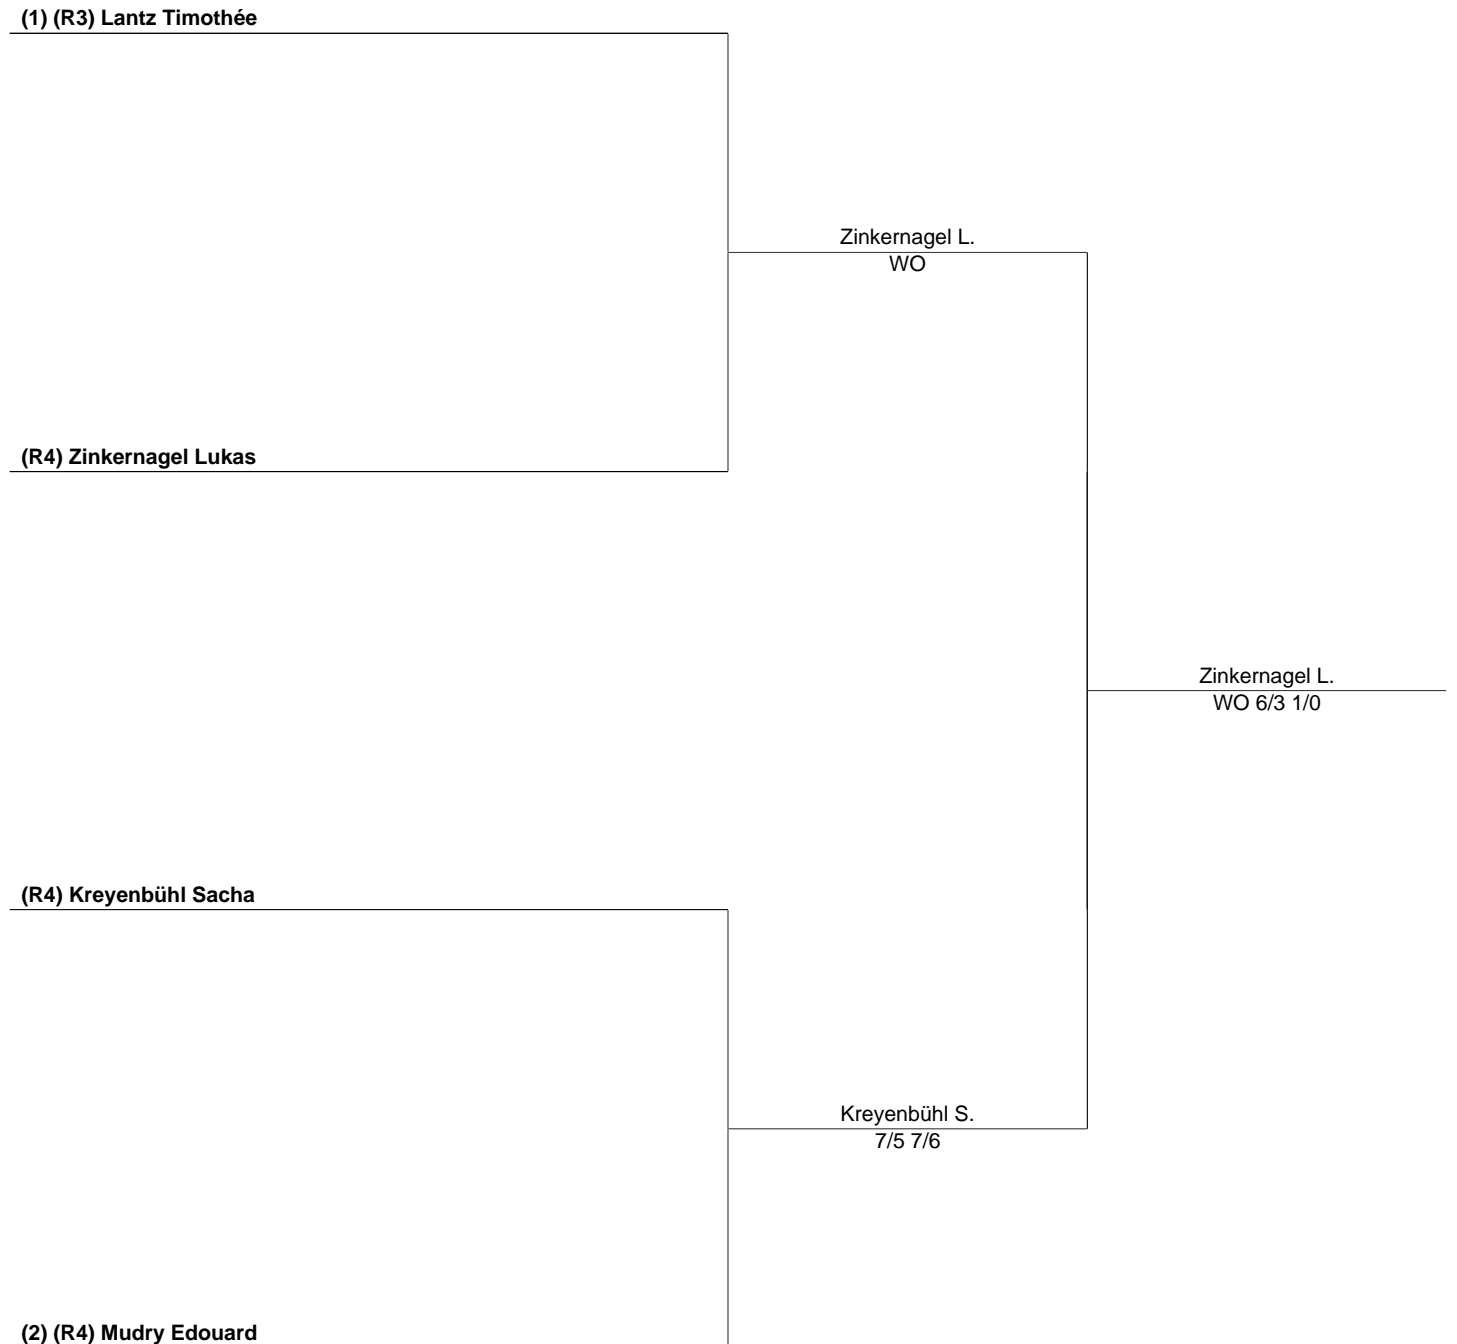 (1) (R3) Lantz Timothée
Zinkernagel L.
WO
(R4) Zinkernagel Lukas
Zinkernagel L.
WO 6/3 1/0
(R4) Kreyenbühl Sacha
Kreyenbühl S.
7/5 7/6
(2) (R4) Mudry Edouard